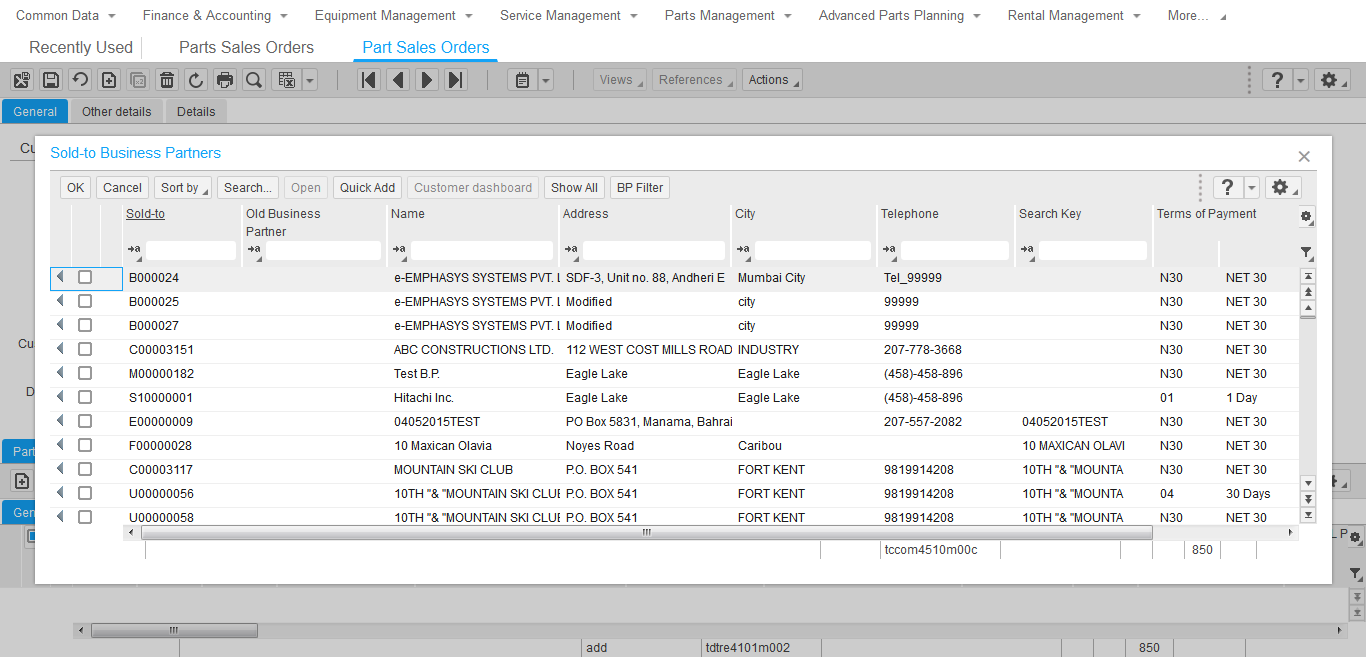 Common Data Finance & Accounting Equipment Management Service Management Parts Management Advanced Parts Planning Rental Management More...
Recently Used Parts Sales Orders Part Sales Orders
Views References Actions ?
General Other details Details
Cu
Sold-to Business Partners
OK Cancel Sort by Search... Open Quick Add Customer dashboard Show All BP Filter ?
Sold-to Old Business Partner Name Address City Telephone Search Key Terms of Payment
B000024 e-EMPHASYS SYSTEMS PVT. L SDF-3, Unit no. 88, Andheri E Mumbai City Tel_99999 N30 NET 30
B000025 e-EMPHASYS SYSTEMS PVT. L Modified city 99999 N30 NET 30
B000027 e-EMPHASYS SYSTEMS PVT. L Modified city 99999 N30 NET 30
Cu
C00003151 ABC CONSTRUCTIONS LTD. 112 WEST COST MILLS ROAD INDUSTRY 207-778-3668 N30 NET 30
M00000182 Test B.P. Eagle Lake Eagle Lake (458)-458-896 N30 NET 30
D
S10000001 Hitachi Inc. Eagle Lake Eagle Lake (458)-458-896 01 1 Day
E00000009 04052015TEST PO Box 5831, Manama, Bahrai 207-557-2082 04052015TEST N30 NET 30
F00000028 10 Maxican Olavia Noyes Road Caribou 10 MAXICAN OLAVI N30 NET 30
Part
C00003117 MOUNTAIN SKI CLUB P.O. BOX 541 FORT KENT 9819914208 10TH "& "MOUNTA N30 NET 30
U00000056 10TH "& "MOUNTAIN SKI CLUE P.O. BOX 541 FORT KENT 9819914208 10TH "& "MOUNTA 04 30 Days
Gen
U00000058 10TH "& "MOUNTAIN SKI CLUE P.O. BOX 541 FORT KENT 9819914208 10TH "& "MOUNTA N30 NET 30
tccom4510m00c 850
add tdtre4101m002 850